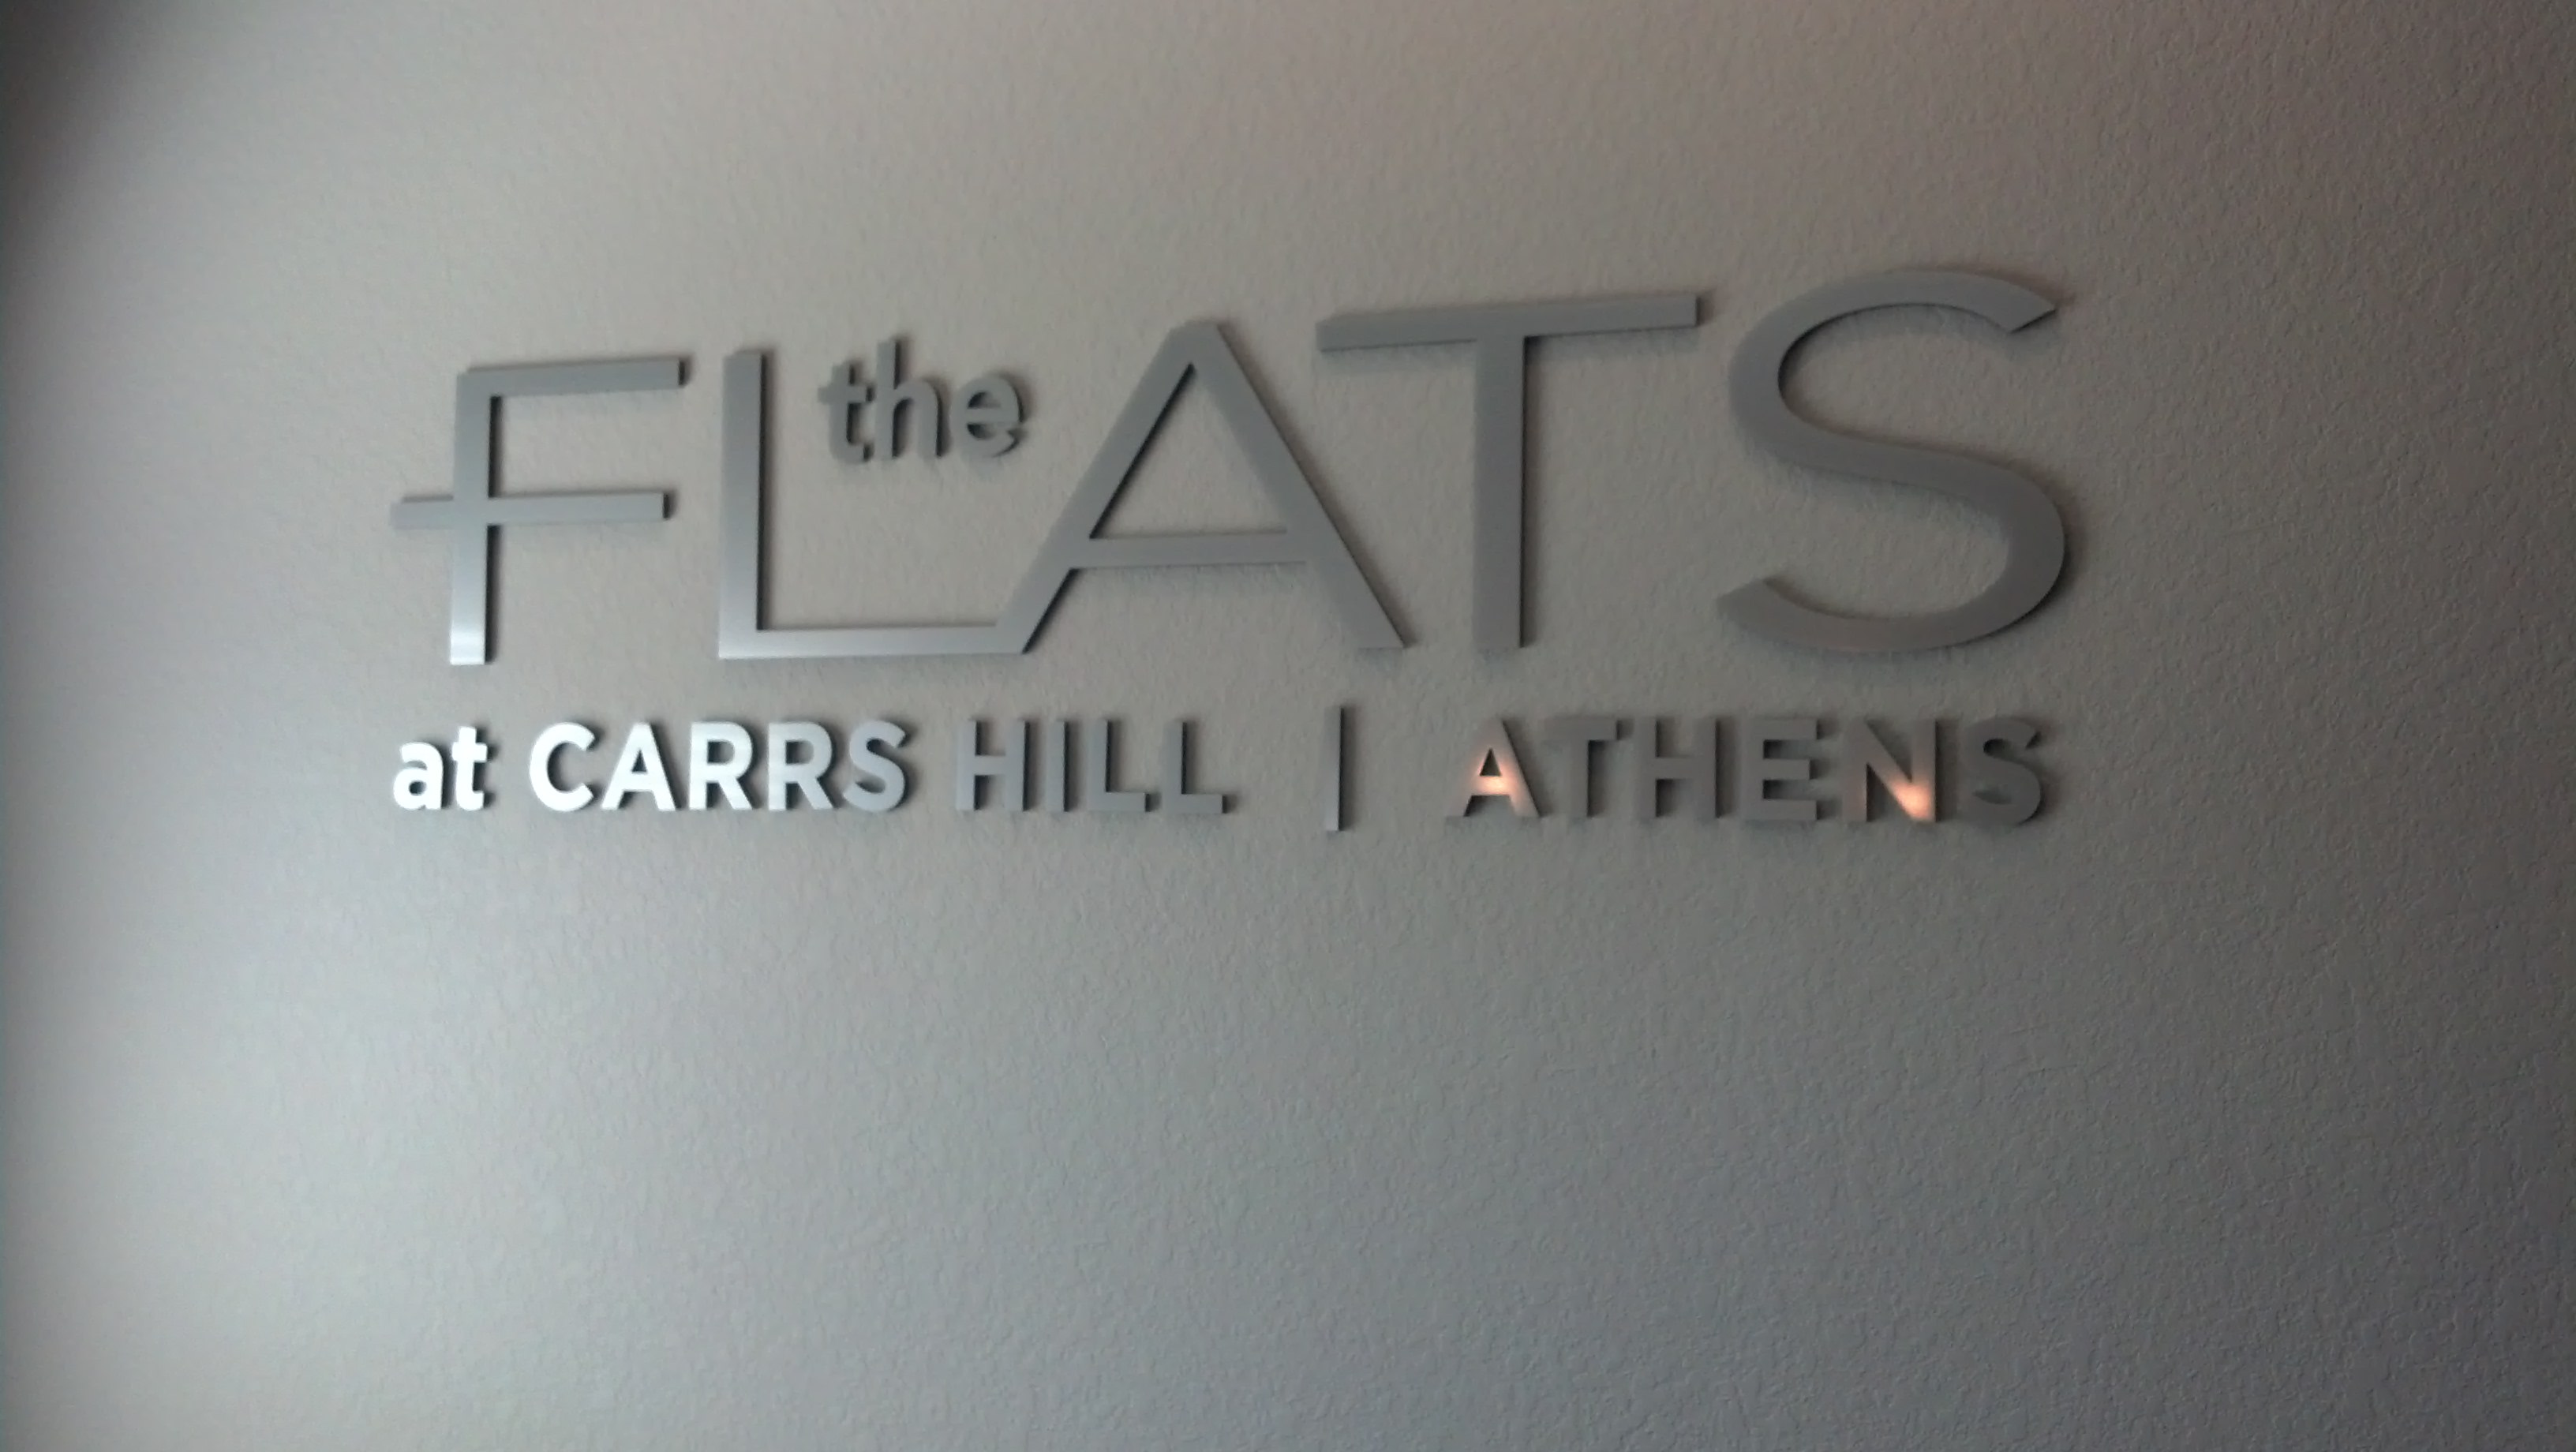 the
FLATS
at CARRS HILL | ATHENS